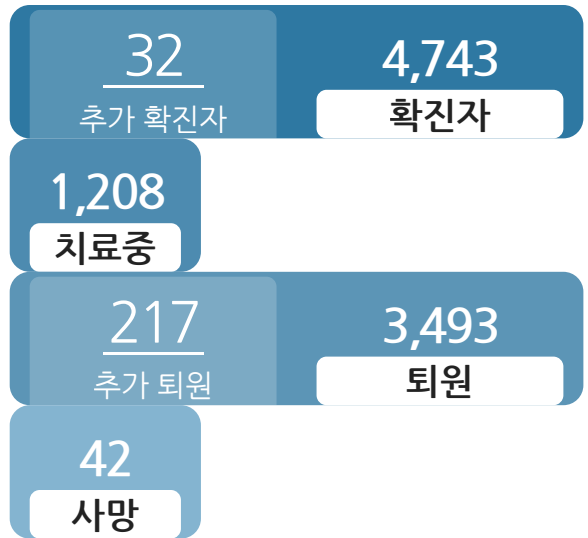 32
추가 확진자
4,743
확진자
1,208
치료중
217
추가 퇴원
3,493
퇴원
42
사망